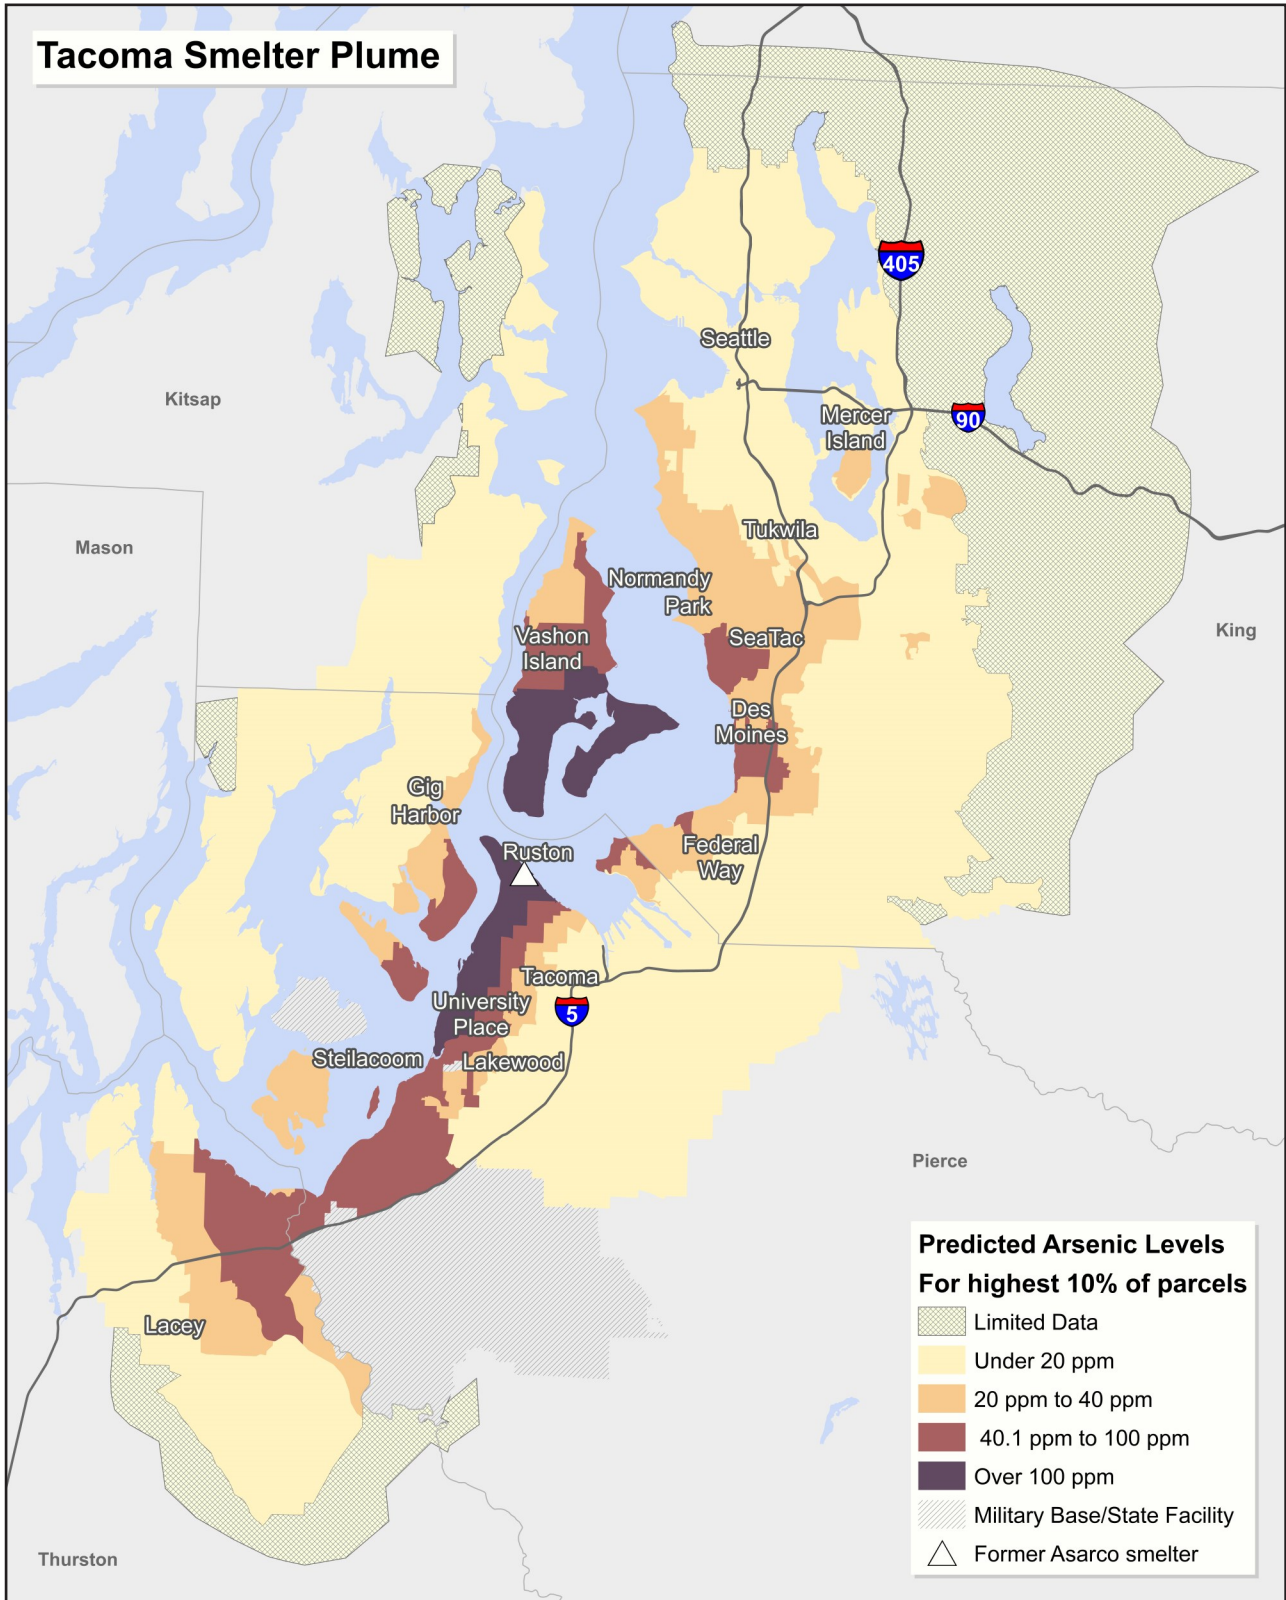 Tacoma Smelter Plume
405
Seattle
Kitsap
Mercer
Island
90
Tukwila
Mason
Normandy
Park
Vashon
Island
SeaTac
King
Des
Moines
Gig
Harbor
Ruston
Federal
Way
Tacoma
University
Place
5
Steilacoom
Lakewood
Pierce
Lacey
Thurston
Predicted Arsenic Levels
For highest 10% of parcels
Limited Data
Under 20 ppm
20 ppm to 40 ppm
40.1 ppm to 100 ppm
Over 100 ppm
Military Base/State Facility
Former Asarco smelter